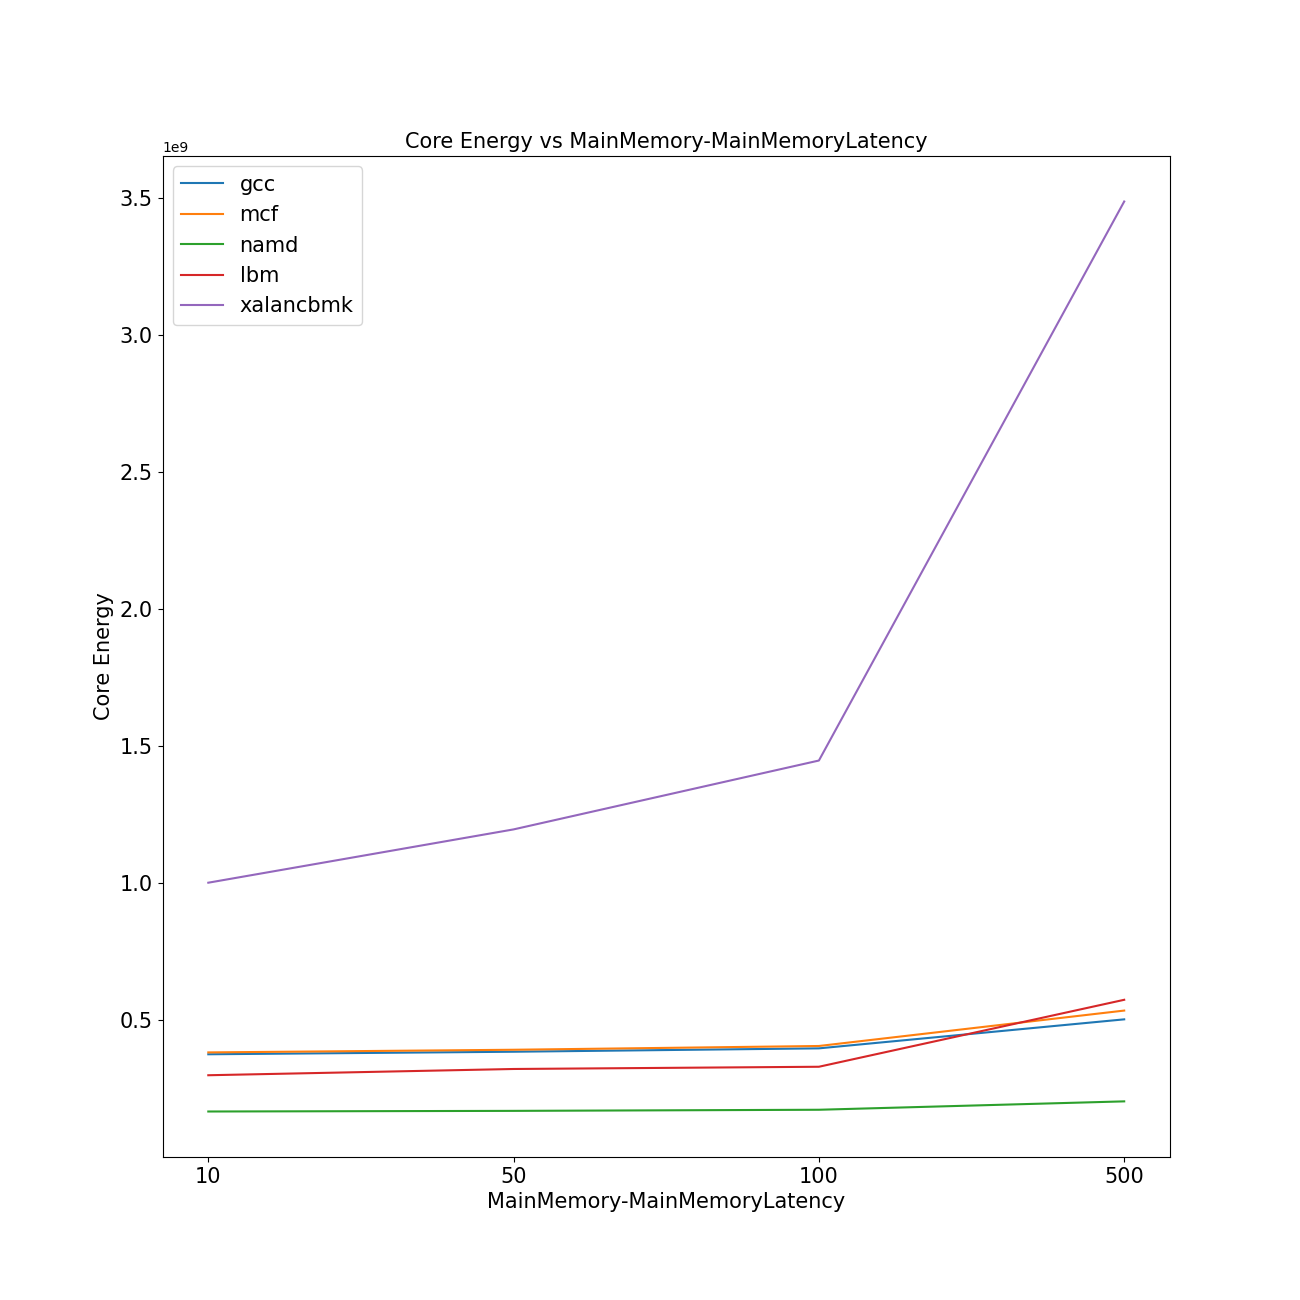 Core Energy vs MainMemory-MainMemoryLatency
1e9
gcc
mcf
namd
lbm
xalancbmk
3.5
3.0
2.5
2.0
1.5
1.0
0.5
Core Energy
10 50 100 500
MainMemory-MainMemoryLatency